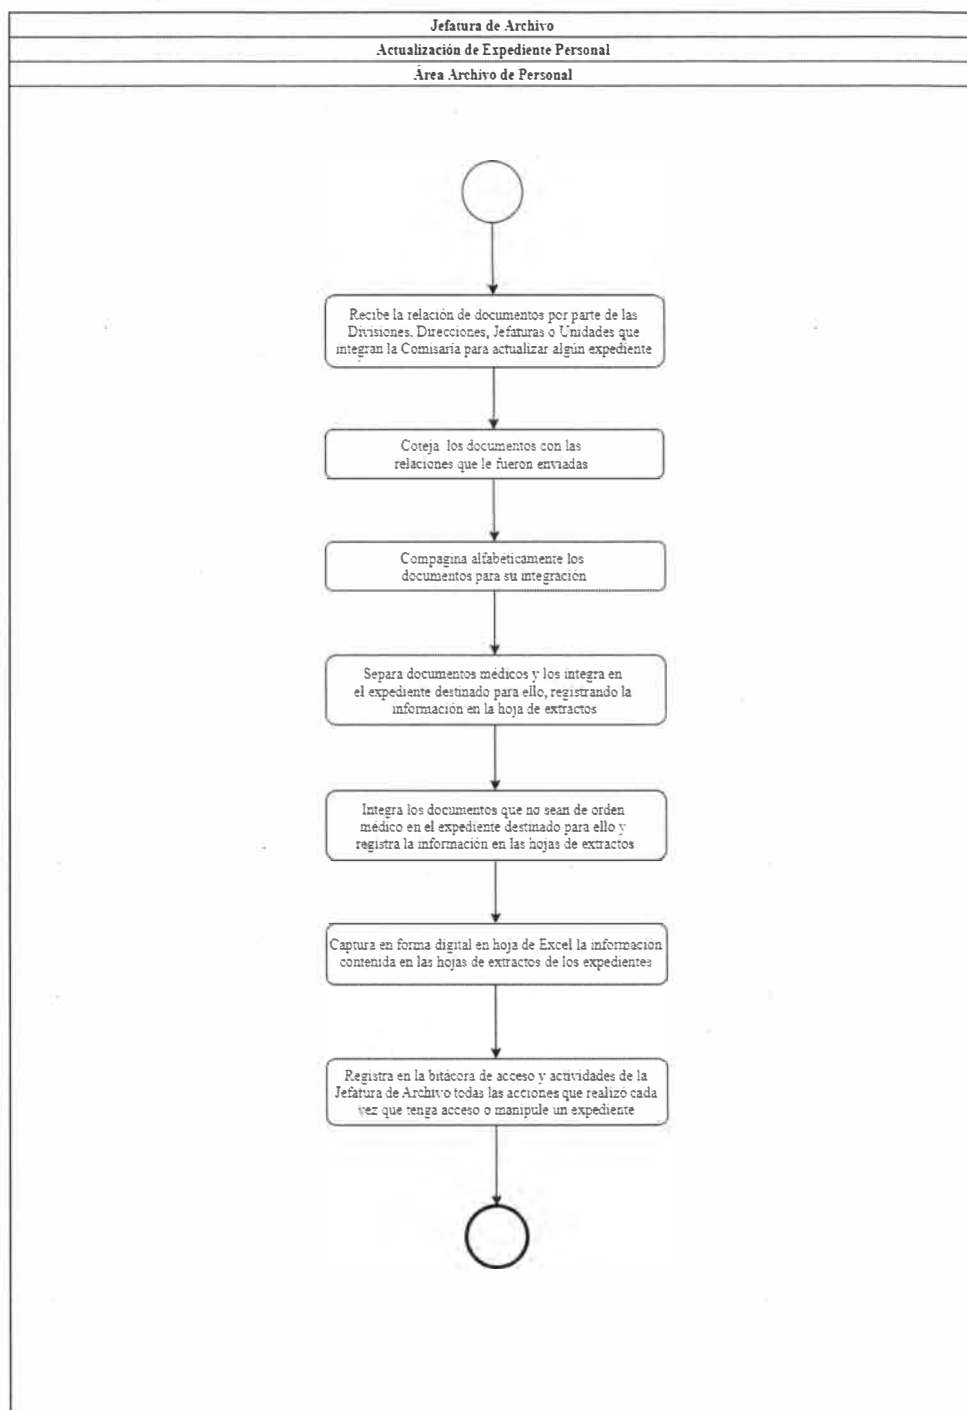 Jefatura de Archivo
Actualización de Expediente Personal
Área Archivo de Personal
Recibe la relación de documentos por parte de las
Divisiones. Direcciones, Jefaturas o Unidades que
integran la Comisaría para actualizar algún expediente
Coteja los documentos con las
relaciones que le fueron enviadas
Compagina alfabéticamente los
documentos para su integración
Separa documentos médicos y los integra en
el expediente destinado para ello, registrando la
información en la hoja de extractos
Integra los documentos que no sean de orden
médico en el expediente destinado para ello y
registra la información en las hojas de extractos
Captura en forma digital en hoja de Excel la información
contenida en las hojas de extractos de los expedientes
Registra en la bitácora de acceso y actividades de la
Jefatura de Archivo todas las acciones que realizó cada
vez que tenga acceso o manipule un expediente